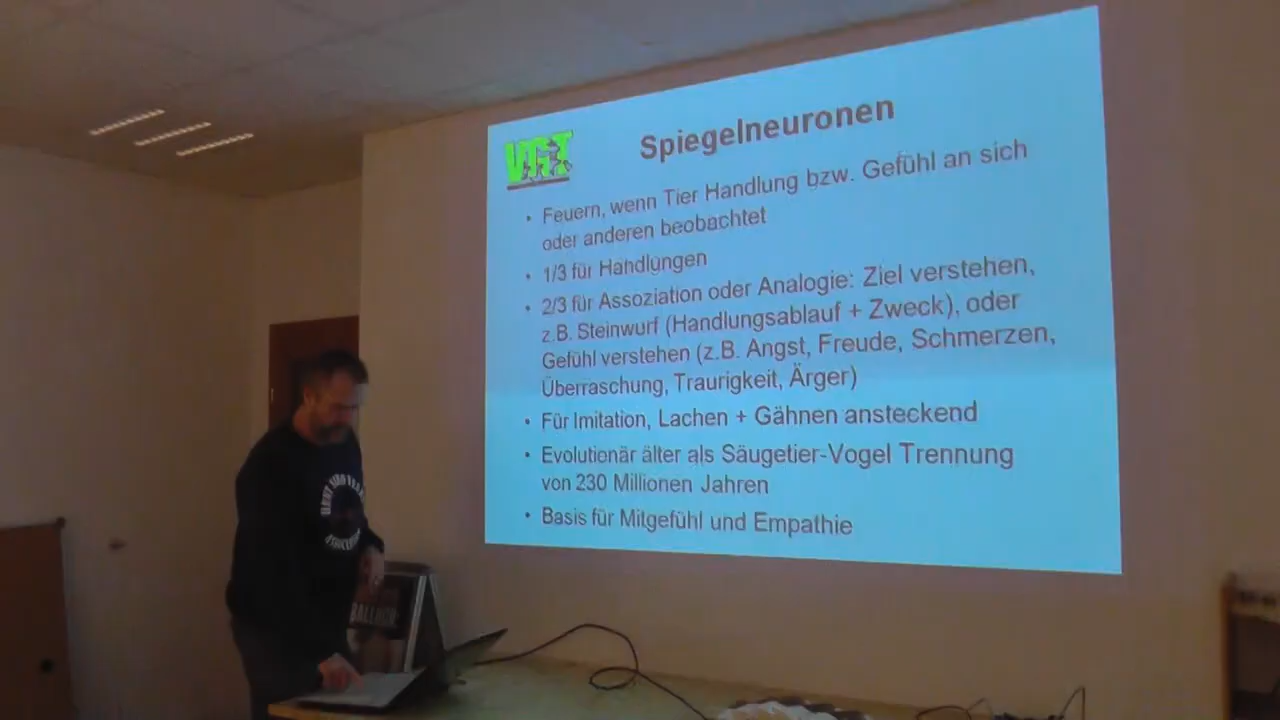 VGT
Spiegelneuronen
• Feuern, wenn Tier Handlung bzw. Gefühl an sich
oder anderen beobachtet
• 1/3 für Handlungen
• 2/3 für Assoziation oder Analogie: Ziel verstehen,
z.B. Steinwurf (Handlungsablauf + Zweck), oder
Gefühl verstehen (z.B. Angst, Freude, Schmerzen,
Überraschung, Traurigkeit, Ärger)
• Für Imitation, Lachen + Gähnen ansteckend
• Evolutionär älter als Säugetier-Vogel Trennung
von 230 Millionen Jahren
• Basis für Mitgefühl und Empathie